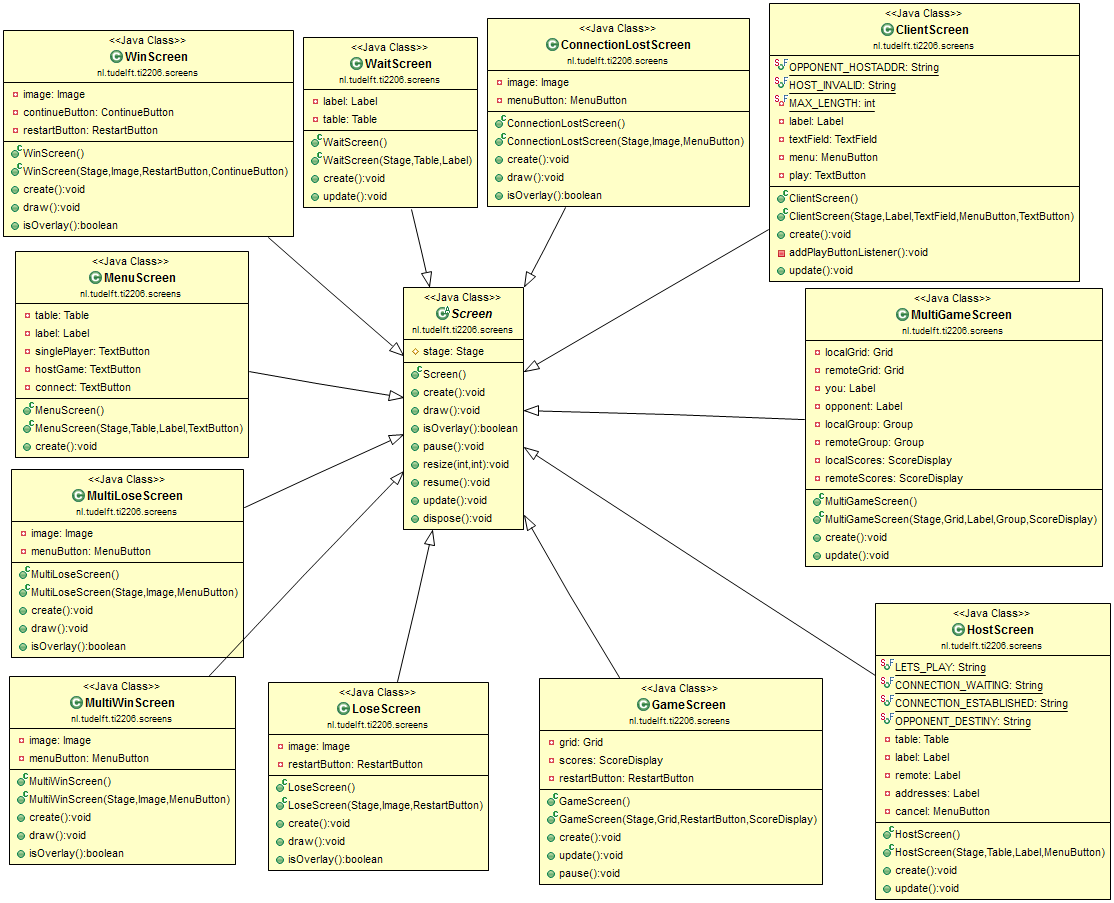 <<Java Class>>
WinScreen
nl.tudelft.ti2206.screens
image: Image
continueButton: ContinueButton
restartButton: RestartButton
WinScreen()
WinScreen(Stage,Image,RestartButton,ContinueButton)
create():void
draw():void
isOverlay():boolean
<<Java Class>>
WaitScreen
nl.tudelft.ti2206.screens
label: Label
table: Table
WaitScreen()
WaitScreen(Stage,Table,Label)
create():void
update():void
<<Java Class>>
ConnectionLostScreen
nl.tudelft.ti2206.screens
image: Image
menuButton: MenuButton
ConnectionLostScreen()
ConnectionLostScreen(Stage,Image,MenuButton)
create():void
draw():void
isOverlay():boolean
<<Java Class>>
ClientScreen
nl.tudelft.ti2206.screens
OPPONENT_HOSTADDR: String
HOST_INVALID: String
MAX_LENGTH: int
label: Label
textField: TextField
menu: MenuButton
play: TextButton
ClientScreen()
ClientScreen(Stage,Label,TextField,MenuButton,TextButton)
create():void
addPlayButtonListener():void
update():void
<<Java Class>>
MenuScreen
nl.tudelft.ti2206.screens
table: Table
label: Label
singlePlayer: TextButton
hostGame: TextButton
connect: TextButton
MenuScreen()
MenuScreen(Stage,Table,Label,TextButton)
create():void
<<Java Class>>
Screen
nl.tudelft.ti2206.screens
stage: Stage
Screen()
create():void
draw():void
isOverlay():boolean
pause():void
resize(int,int):void
resume():void
update():void
dispose():void
<<Java Class>>
MultiGameScreen
nl.tudelft.ti2206.screens
localGrid: Grid
remoteGrid: Grid
you: Label
opponent: Label
localGroup: Group
remoteGroup: Group
localScores: ScoreDisplay
remoteScores: ScoreDisplay
MultiGameScreen()
MultiGameScreen(Stage,Grid,Label,Group,ScoreDisplay)
create():void
update():void
<<Java Class>>
MultiLoseScreen
nl.tudelft.ti2206.screens
image: Image
menuButton: MenuButton
MultiLoseScreen()
MultiLoseScreen(Stage,Image,MenuButton)
create():void
draw():void
isOverlay():boolean
<<Java Class>>
MultiWinScreen
nl.tudelft.ti2206.screens
image: Image
menuButton: MenuButton
MultiWinScreen()
MultiWinScreen(Stage,Image,MenuButton)
create():void
draw():void
isOverlay():boolean
<<Java Class>>
LoseScreen
nl.tudelft.ti2206.screens
image: Image
restartButton: RestartButton
LoseScreen()
LoseScreen(Stage,Image,RestartButton)
create():void
draw():void
isOverlay():boolean
<<Java Class>>
GameScreen
nl.tudelft.ti2206.screens
grid: Grid
scores: ScoreDisplay
restartButton: RestartButton
GameScreen()
GameScreen(Stage,Grid,RestartButton,ScoreDisplay)
create():void
update():void
pause():void
<<Java Class>>
HostScreen
nl.tudelft.ti2206.screens
LETS_PLAY: String
CONNECTION_WAITING: String
CONNECTION_ESTABLISHED: String
OPPONENT_DESTINY: String
table: Table
label: Label
remote: Label
addresses: Label
cancel: MenuButton
HostScreen()
HostScreen(Stage,Table,Label,MenuButton)
create():void
update():void